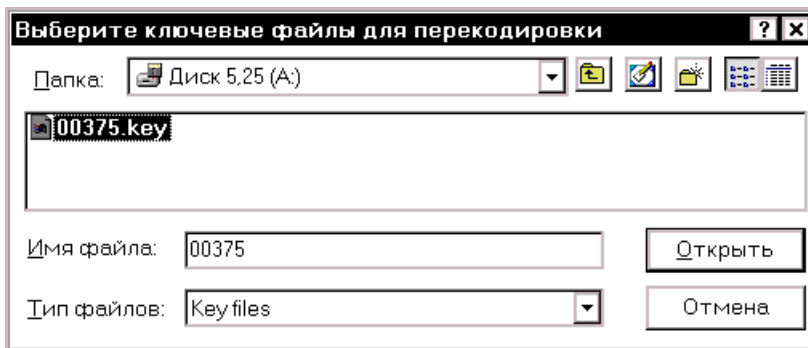 Выберите ключевые файлы для перекодировки
Папка: Диск 5,25 (A:)
00375.key
Имя файла: 00375 Открыть
Тип файлов: Key files Отмена